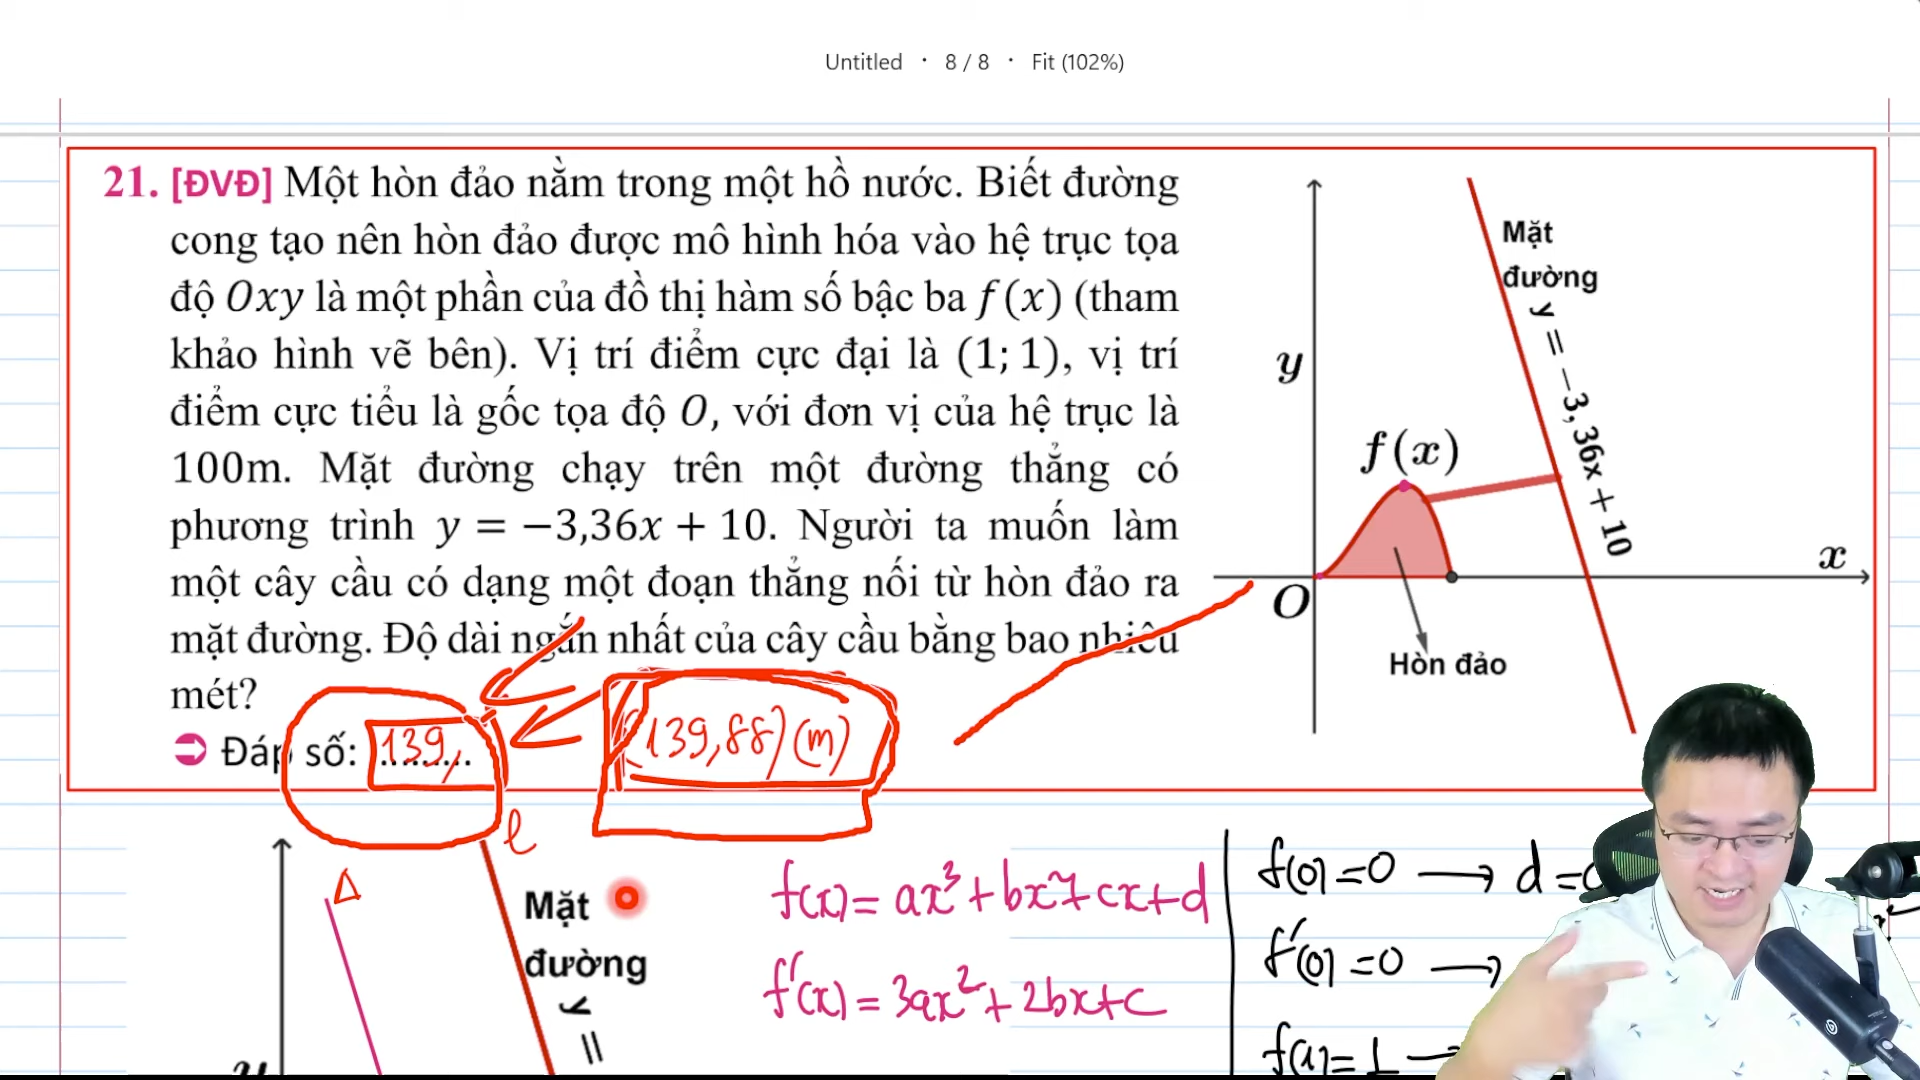 Untitled · 8 / 8 · Fit (102%)
21. [ĐVĐ] Một hòn đảo nằm trong một hồ nước. Biết đường
cong tạo nên hòn đảo được mô hình hóa vào hệ trục tọa
độ Oxy là một phần của đồ thị hàm số bậc ba f(x) (tham
khảo hình vẽ bên). Vị trí điểm cực đại là (1; 1), vị trí
điểm cực tiểu là gốc tọa độ O, với đơn vị của hệ trục là
100m. Mặt đường chạy trên một đường thẳng có
phương trình y = −3,36x + 10. Người ta muốn làm
một cây cầu có dạng một đoạn thẳng nối từ hòn đảo ra
mặt đường. Độ dài ngắn nhất của cây cầu bằng bao nhiêu
mét?
Đáp số: 139,
(139,88)(m)
Mặt
đường
y = −3,36x + 10
y
f(x)
x
O
Hòn đảo
Δ
ℓ
Mặt
đường
y =
y
f(x) = ax³ + bx² + cx + d
f'(x) = 3ax² + 2bx + c
f(0) = 0 → d =
f'(0) = 0 →
f(1) = 1 →